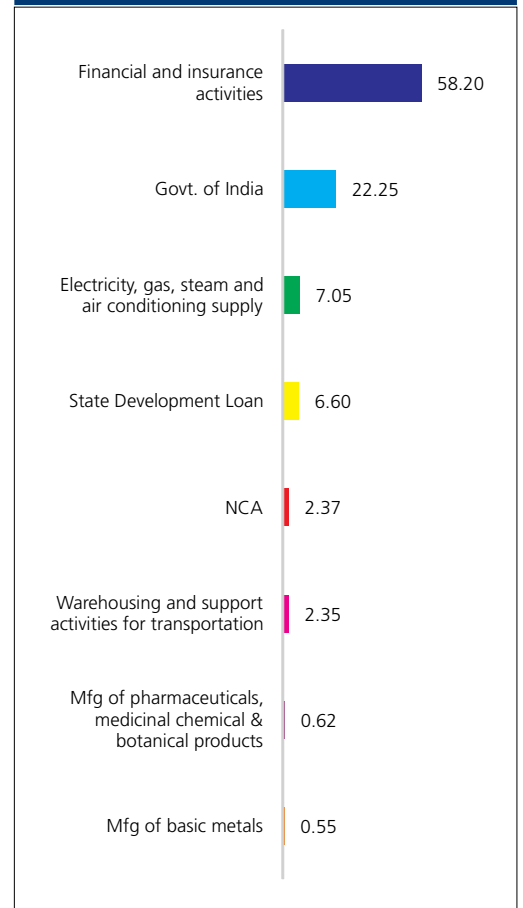 Financial and insurance
activities
58.20
Govt. of India
22.25
Electricity, gas, steam and
air conditioning supply
7.05
State Development Loan
6.60
NCA
2.37
Warehousing and support
activities for transportation
2.35
Mfg of pharmaceuticals,
medicinal chemical &
botanical products
0.62
Mfg of basic metals
0.55